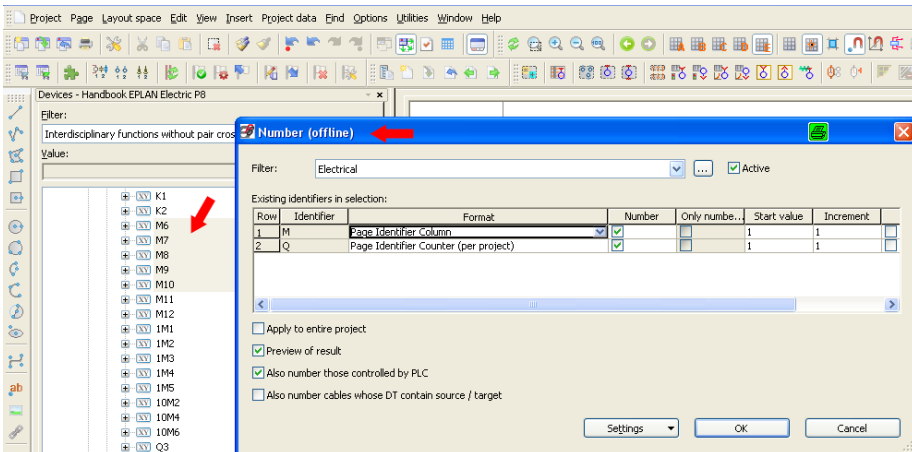 Project Page Layout space Edit View Insert Project data Find Options Utilities Window Help
Devices - Handbook EPLAN Electric P8
Filter:
Interdisciplinary functions without pair cros
Value:
K1
K2
M6
M7
M8
M9
M10
M11
M12
1M1
1M2
1M3
1M4
1M5
10M2
10M4
10M6
Q3
Number (offline)
Filter: Electrical ... Active
Existing identifiers in selection:
Row Identifier Format Number Only numbe... Start value Increment
1 M Page Identifier Column 1 1
2 Q Page Identifier Counter (per project) 1 1
Apply to entire project
Preview of result
Also number those controlled by PLC
Also number cables whose DT contain source / target
Settings OK Cancel